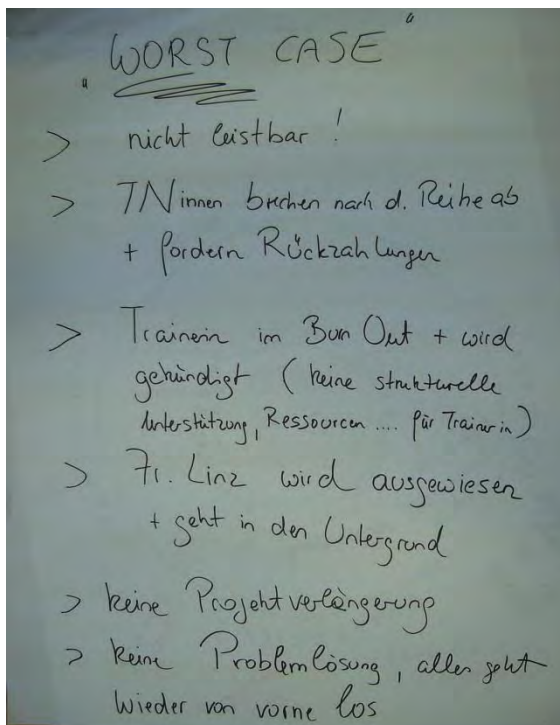 „WORST CASE"
> nicht leistbar!
> TNinnen brechen nach d. Reihe ab
+ fordern Rückzahlungen
> Trainerin im Burn Out + wird
gekündigt (keine strukturelle
Unterstützung, Ressourcen.... für Trainerin)
> Fr. Linz wird ausgewiesen
+ geht in den Untergrund
> keine Projektverlängerung
> keine Problemlösung, alles geht
wieder von vorne los